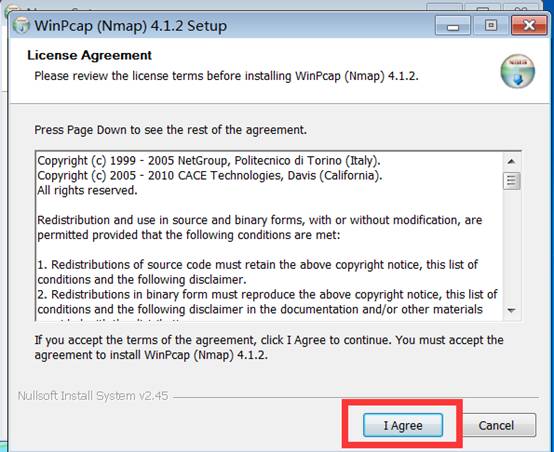 WinPcap (Nmap) 4.1.2 Setup
License Agreement
Please review the license terms before installing WinPcap (Nmap) 4.1.2.
Press Page Down to see the rest of the agreement.
Copyright (c) 1999 - 2005 NetGroup, Politecnico di Torino (Italy).
Copyright (c) 2005 - 2010 CACE Technologies, Davis (California).
All rights reserved.
Redistribution and use in source and binary forms, with or without modification, are
permitted provided that the following conditions are met:
1. Redistributions of source code must retain the above copyright notice, this list of
conditions and the following disclaimer.
2. Redistributions in binary form must reproduce the above copyright notice, this list of
conditions and the following disclaimer in the documentation and/or other materials
If you accept the terms of the agreement, click I Agree to continue. You must accept the
agreement to install WinPcap (Nmap) 4.1.2.
Nullsoft Install System v2.45
I Agree
Cancel